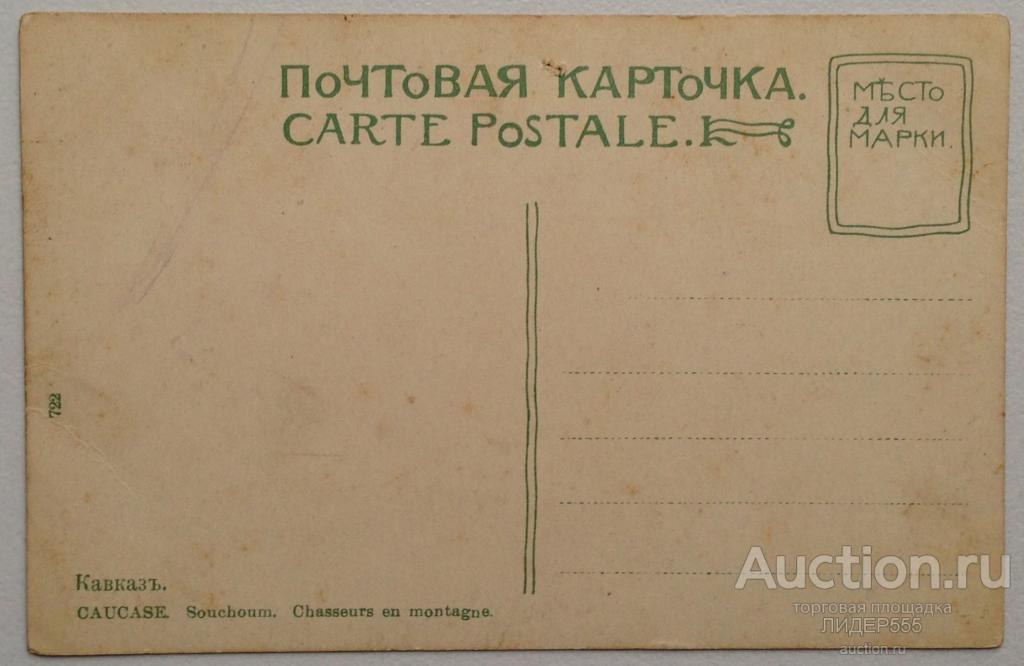 ПОЧТОВАЯ КАРТОЧКА.
CARTE POSTALE.
МѢСТО
ДЛЯ
МАРКИ.
722
Кавказъ.
CAUCASE. Souchoum. Chasseurs en montagne.
Auction.ru
торговая площадка
ЛИДЕР555
auction.ru